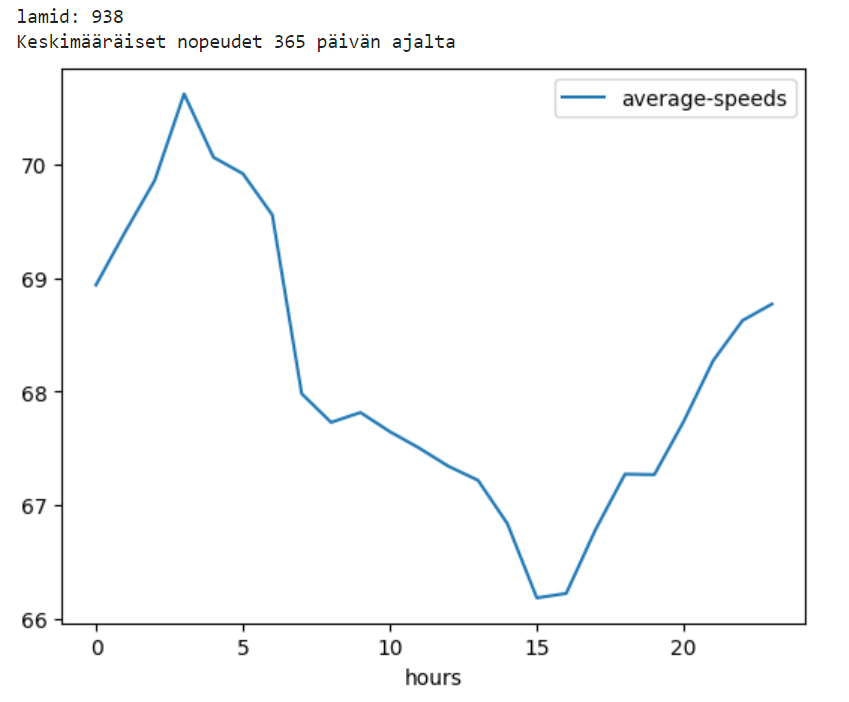 lamid: 938
Keskimääräiset nopeudet 365 päivän ajalta
average-speeds
70
69
68
67
66
0 5 10 15 20
hours